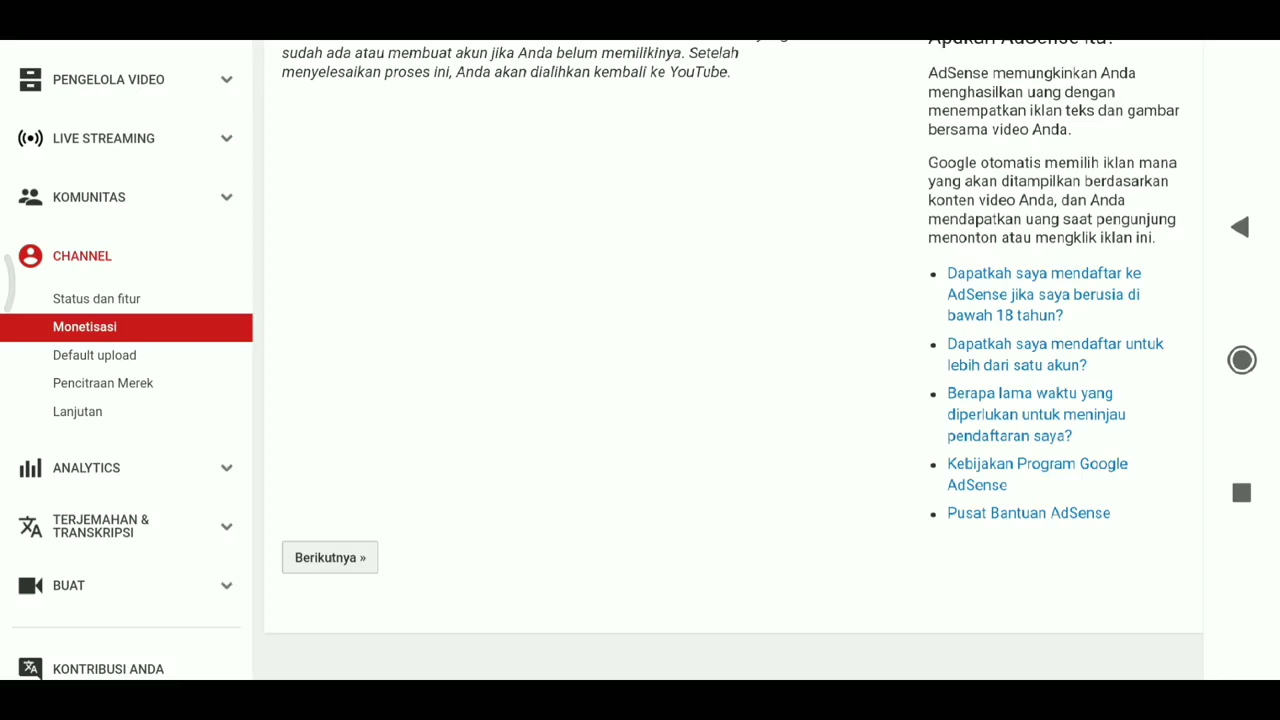 PENGELOLA VIDEO
LIVE STREAMING
KOMUNITAS
CHANNEL
Status dan fitur
Monetisasi
Default upload
Pencitraan Merek
Lanjutan
ANALYTICS
TERJEMAHAN &
TRANSKRIPSI
BUAT
KONTRIBUSI ANDA
sudah ada atau membuat akun jika Anda belum memilikinya. Setelah
menyelesaikan proses ini, Anda akan dialihkan kembali ke YouTube.
Berikutnya »
Apakah AdSense itu?
AdSense memungkinkan Anda
menghasilkan uang dengan
menempatkan iklan teks dan gambar
bersama video Anda.
Google otomatis memilih iklan mana
yang akan ditampilkan berdasarkan
konten video Anda, dan Anda
mendapatkan uang saat pengunjung
menonton atau mengklik iklan ini.
• Dapatkah saya mendaftar ke
AdSense jika saya berusia di
bawah 18 tahun?
• Dapatkah saya mendaftar untuk
lebih dari satu akun?
• Berapa lama waktu yang
diperlukan untuk meninjau
pendaftaran saya?
• Kebijakan Program Google
AdSense
• Pusat Bantuan AdSense